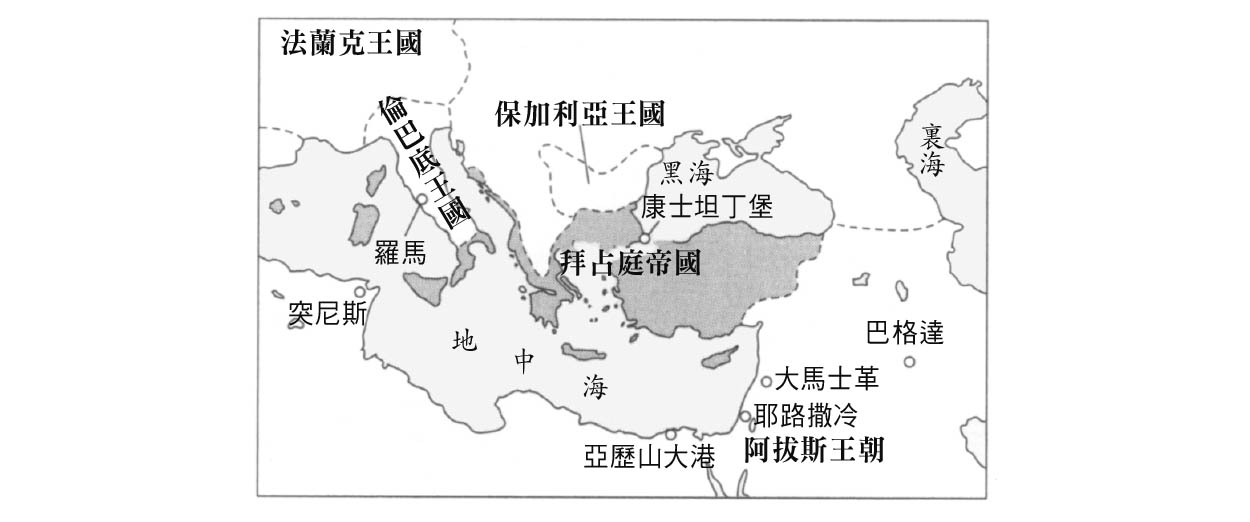 法蘭克王國
倫巴底王國
保加利亞王國
裏海
黑海
康士坦丁堡
羅馬
拜占庭帝國
突尼斯
地中海
巴格達
大馬士革
耶路撒冷
亞歷山大港
阿拔斯王朝